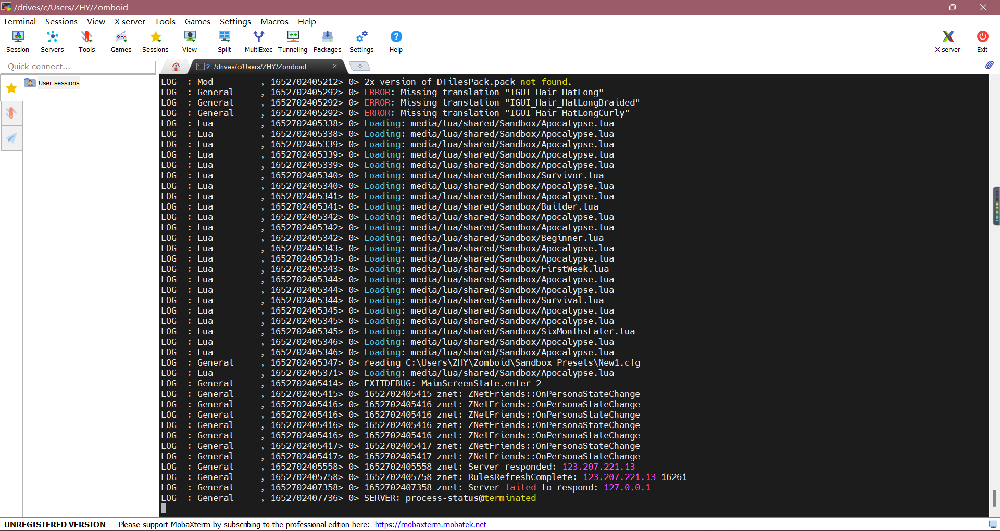 /drives/c/Users/ZHY/Zomboid
Terminal Sessions View X server Tools Games Settings Macros Help
Session Servers Tools Games Sessions View Split MultiExec Tunneling Packages Settings Help X server Exit
Quick connect...
2. /drives/c/Users/ZHY/Zomboid
User sessions
LOG  : Mod         , 1652702405212> 0> 2x version of DTilesPack.pack not found.
LOG  : General     , 1652702405292> 0> ERROR: Missing translation "IGUI_Hair_HatLong"
LOG  : General     , 1652702405292> 0> ERROR: Missing translation "IGUI_Hair_HatLongBraided"
LOG  : General     , 1652702405292> 0> ERROR: Missing translation "IGUI_Hair_HatLongCurly"
LOG  : Lua         , 1652702405338> 0> Loading: media/lua/shared/Sandbox/Apocalypse.lua
LOG  : Lua         , 1652702405338> 0> Loading: media/lua/shared/Sandbox/Apocalypse.lua
LOG  : Lua         , 1652702405339> 0> Loading: media/lua/shared/Sandbox/Apocalypse.lua
LOG  : Lua         , 1652702405339> 0> Loading: media/lua/shared/Sandbox/Apocalypse.lua
LOG  : Lua         , 1652702405339> 0> Loading: media/lua/shared/Sandbox/Apocalypse.lua
LOG  : Lua         , 1652702405340> 0> Loading: media/lua/shared/Sandbox/Survivor.lua
LOG  : Lua         , 1652702405340> 0> Loading: media/lua/shared/Sandbox/Apocalypse.lua
LOG  : Lua         , 1652702405341> 0> Loading: media/lua/shared/Sandbox/Apocalypse.lua
LOG  : Lua         , 1652702405341> 0> Loading: media/lua/shared/Sandbox/Builder.lua
LOG  : Lua         , 1652702405342> 0> Loading: media/lua/shared/Sandbox/Apocalypse.lua
LOG  : Lua         , 1652702405342> 0> Loading: media/lua/shared/Sandbox/Apocalypse.lua
LOG  : Lua         , 1652702405342> 0> Loading: media/lua/shared/Sandbox/Beginner.lua
LOG  : Lua         , 1652702405343> 0> Loading: media/lua/shared/Sandbox/Apocalypse.lua
LOG  : Lua         , 1652702405343> 0> Loading: media/lua/shared/Sandbox/Apocalypse.lua
LOG  : Lua         , 1652702405343> 0> Loading: media/lua/shared/Sandbox/FirstWeek.lua
LOG  : Lua         , 1652702405344> 0> Loading: media/lua/shared/Sandbox/Apocalypse.lua
LOG  : Lua         , 1652702405344> 0> Loading: media/lua/shared/Sandbox/Apocalypse.lua
LOG  : Lua         , 1652702405344> 0> Loading: media/lua/shared/Sandbox/Survival.lua
LOG  : Lua         , 1652702405345> 0> Loading: media/lua/shared/Sandbox/Apocalypse.lua
LOG  : Lua         , 1652702405345> 0> Loading: media/lua/shared/Sandbox/Apocalypse.lua
LOG  : Lua         , 1652702405345> 0> Loading: media/lua/shared/Sandbox/SixMonthsLater.lua
LOG  : Lua         , 1652702405346> 0> Loading: media/lua/shared/Sandbox/Apocalypse.lua
LOG  : Lua         , 1652702405346> 0> Loading: media/lua/shared/Sandbox/Apocalypse.lua
LOG  : General     , 1652702405347> 0> reading C:\Users\ZHY\Zomboid\Sandbox Presets\New1.cfg
LOG  : Lua         , 1652702405371> 0> Loading: media/lua/shared/Sandbox/Apocalypse.lua
LOG  : General     , 1652702405414> 0> EXITDEBUG: MainScreenState.enter 2
LOG  : General     , 1652702405415> 0> 1652702405415 znet: ZNetFriends::OnPersonaStateChange
LOG  : General     , 1652702405416> 0> 1652702405416 znet: ZNetFriends::OnPersonaStateChange
LOG  : General     , 1652702405416> 0> 1652702405416 znet: ZNetFriends::OnPersonaStateChange
LOG  : General     , 1652702405416> 0> 1652702405416 znet: ZNetFriends::OnPersonaStateChange
LOG  : General     , 1652702405416> 0> 1652702405416 znet: ZNetFriends::OnPersonaStateChange
LOG  : General     , 1652702405417> 0> 1652702405417 znet: ZNetFriends::OnPersonaStateChange
LOG  : General     , 1652702405417> 0> 1652702405417 znet: ZNetFriends::OnPersonaStateChange
LOG  : General     , 1652702405558> 0> 1652702405558 znet: Server responded: 123.207.221.13
LOG  : General     , 1652702405758> 0> 1652702405758 znet: RulesRefreshComplete: 123.207.221.13 16261
LOG  : General     , 1652702407358> 0> 1652702407358 znet: Server failed to respond: 127.0.0.1
LOG  : General     , 1652702407736> 0> SERVER: process-status@terminated
UNREGISTERED VERSION - Please support MobaXterm by subscribing to the professional edition here: https://mobaxterm.mobatek.net